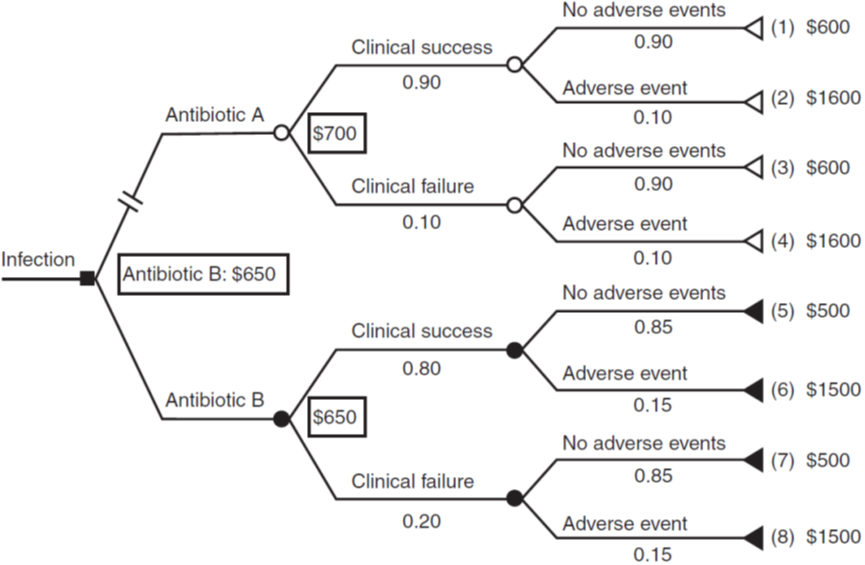 No adverse events
(1) $600
0.90
Clinical success
0.90
Adverse event
(2) $1600
0.10
Antibiotic A
$700
No adverse events
(3) $600
0.90
Clinical failure
0.10
Adverse event
(4) $1600
0.10
Infection
Antibiotic B: $650
No adverse events
(5) $500
0.85
Clinical success
0.80
Adverse event
(6) $1500
0.15
Antibiotic B
$650
No adverse events
(7) $500
0.85
Clinical failure
0.20
Adverse event
(8) $1500
0.15